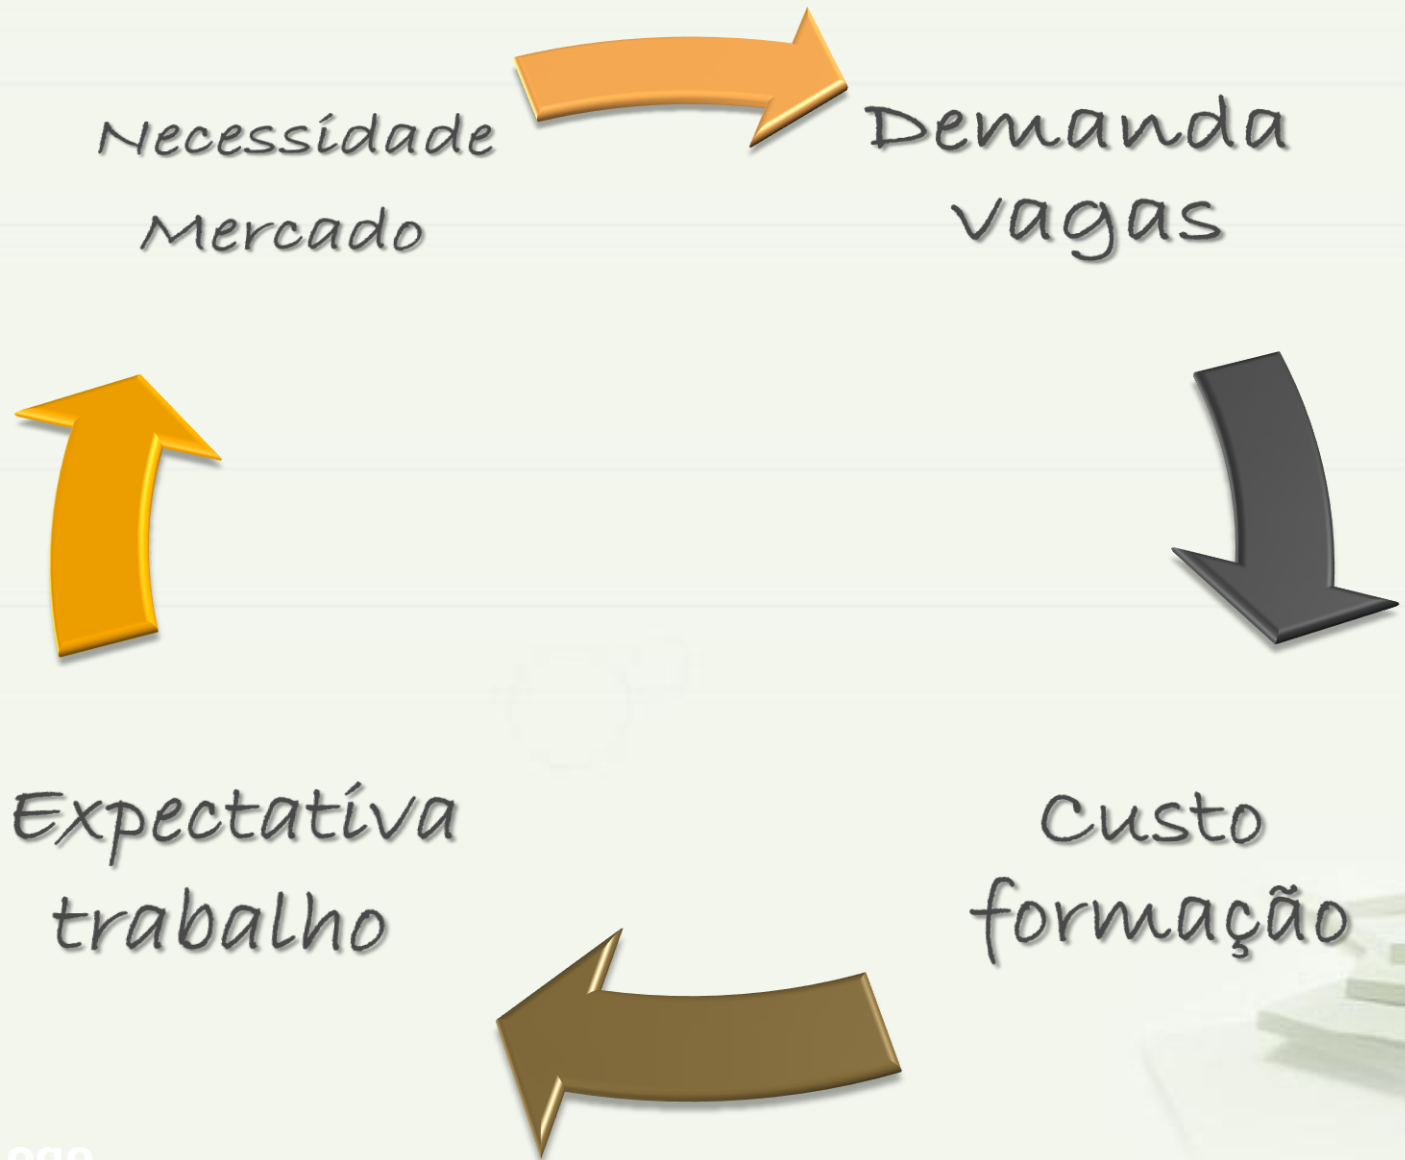 Necessidade
Mercado
Demanda
vagas
Expectativa
trabalho
Custo
formação